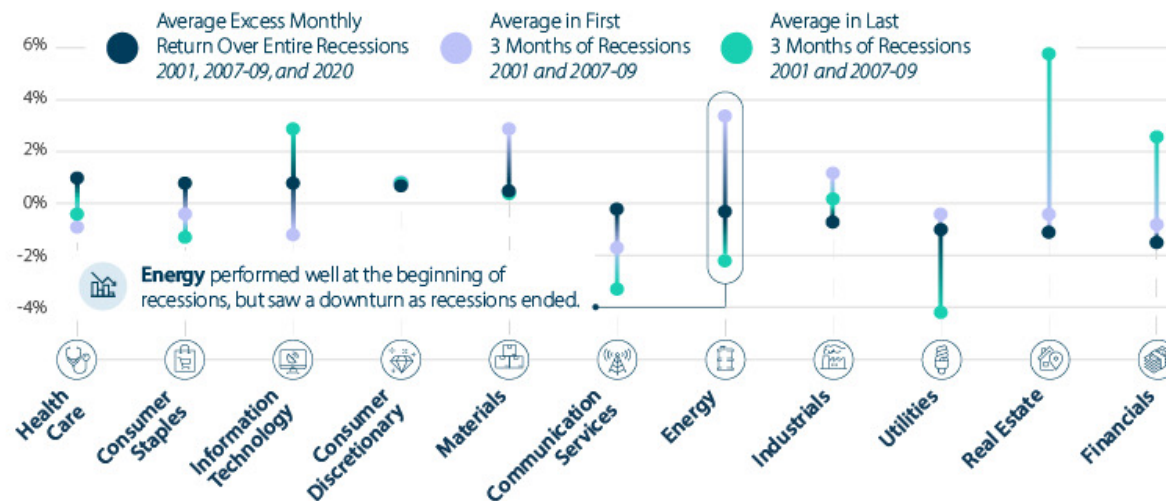 Average Excess Monthly
Return Over Entire Recessions
2001, 2007-09, and 2020
Average in First
3 Months of Recessions
2001 and 2007-09
Average in Last
3 Months of Recessions
2001 and 2007-09
6%
4%
2%
0%
-2%
-4%
Energy performed well at the beginning of
recessions, but saw a downturn as recessions ended.
Health
Care
Consumer
Staples
Information
Technology
Consumer
Discretionary
Materials
Communication
Services
Energy
Industrials
Utilities
Real Estate
Financials